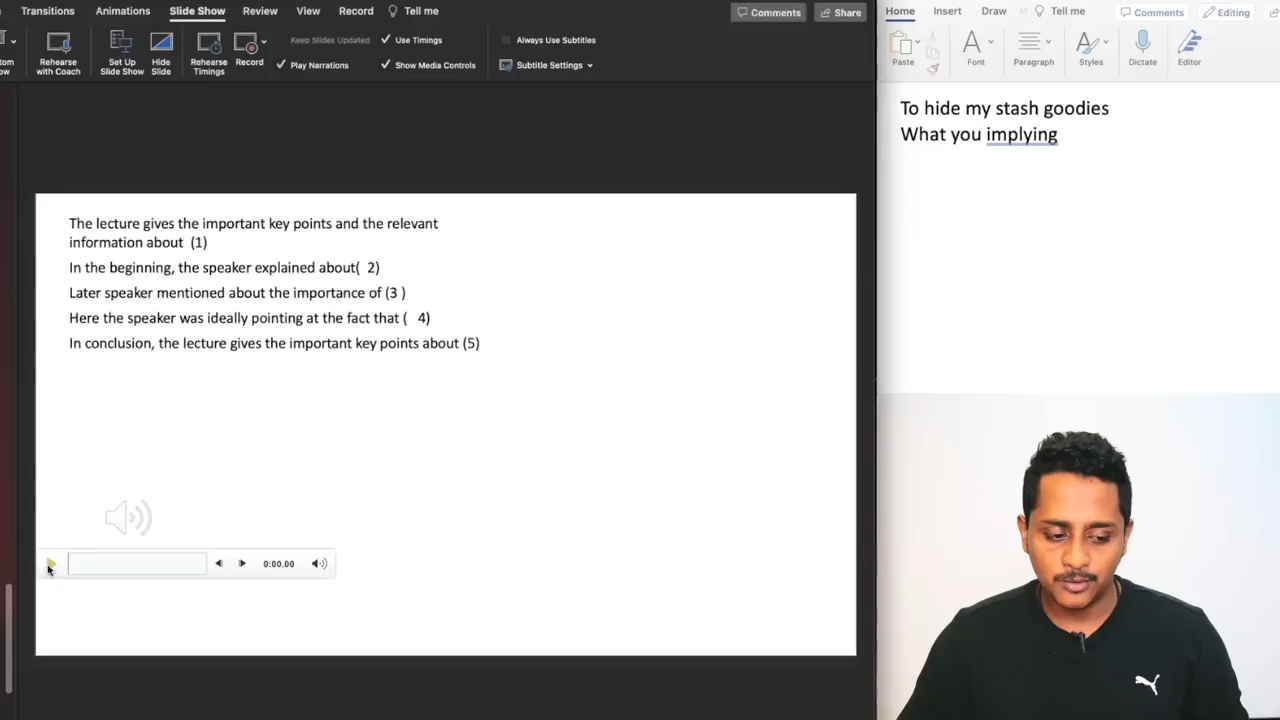 Transitions Animations Slide Show Review View Record Tell me Comments Share
Rehearse with Coach
Set Up Slide Show
Hide Slide
Rehearse Timings
Record
Keep Slides Updated
Use Timings
Play Narrations
Show Media Controls
Always Use Subtitles
Subtitle Settings
The lecture gives the important key points and the relevant
information about (1)
In the beginning, the speaker explained about( 2)
Later speaker mentioned about the importance of (3 )
Here the speaker was ideally pointing at the fact that ( 4)
In conclusion, the lecture gives the important key points about (5)
0:00.00
Home Insert Draw Tell me Comments Editing
Paste Font Paragraph Styles Dictate Editor
To hide my stash goodies
What you implying